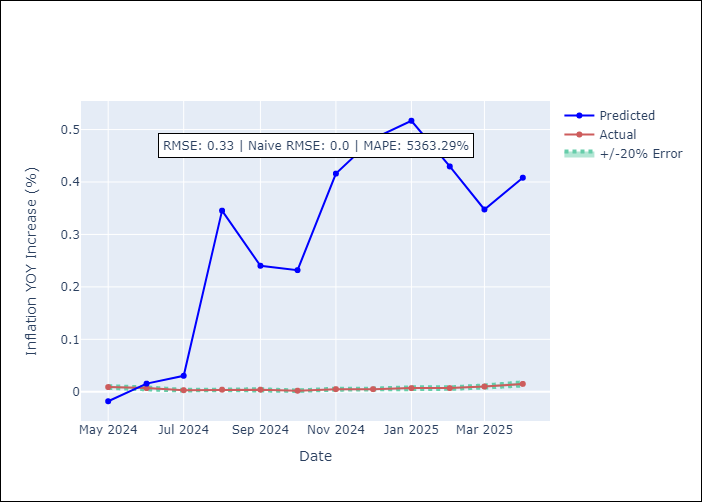 Predicted
Actual
+/-20% Error
RMSE: 0.33 | Naive RMSE: 0.0 | MAPE: 5363.29%
Inflation YOY Increase (%)
0.5
0.4
0.3
0.2
0.1
0
May 2024
Jul 2024
Sep 2024
Nov 2024
Jan 2025
Mar 2025
Date